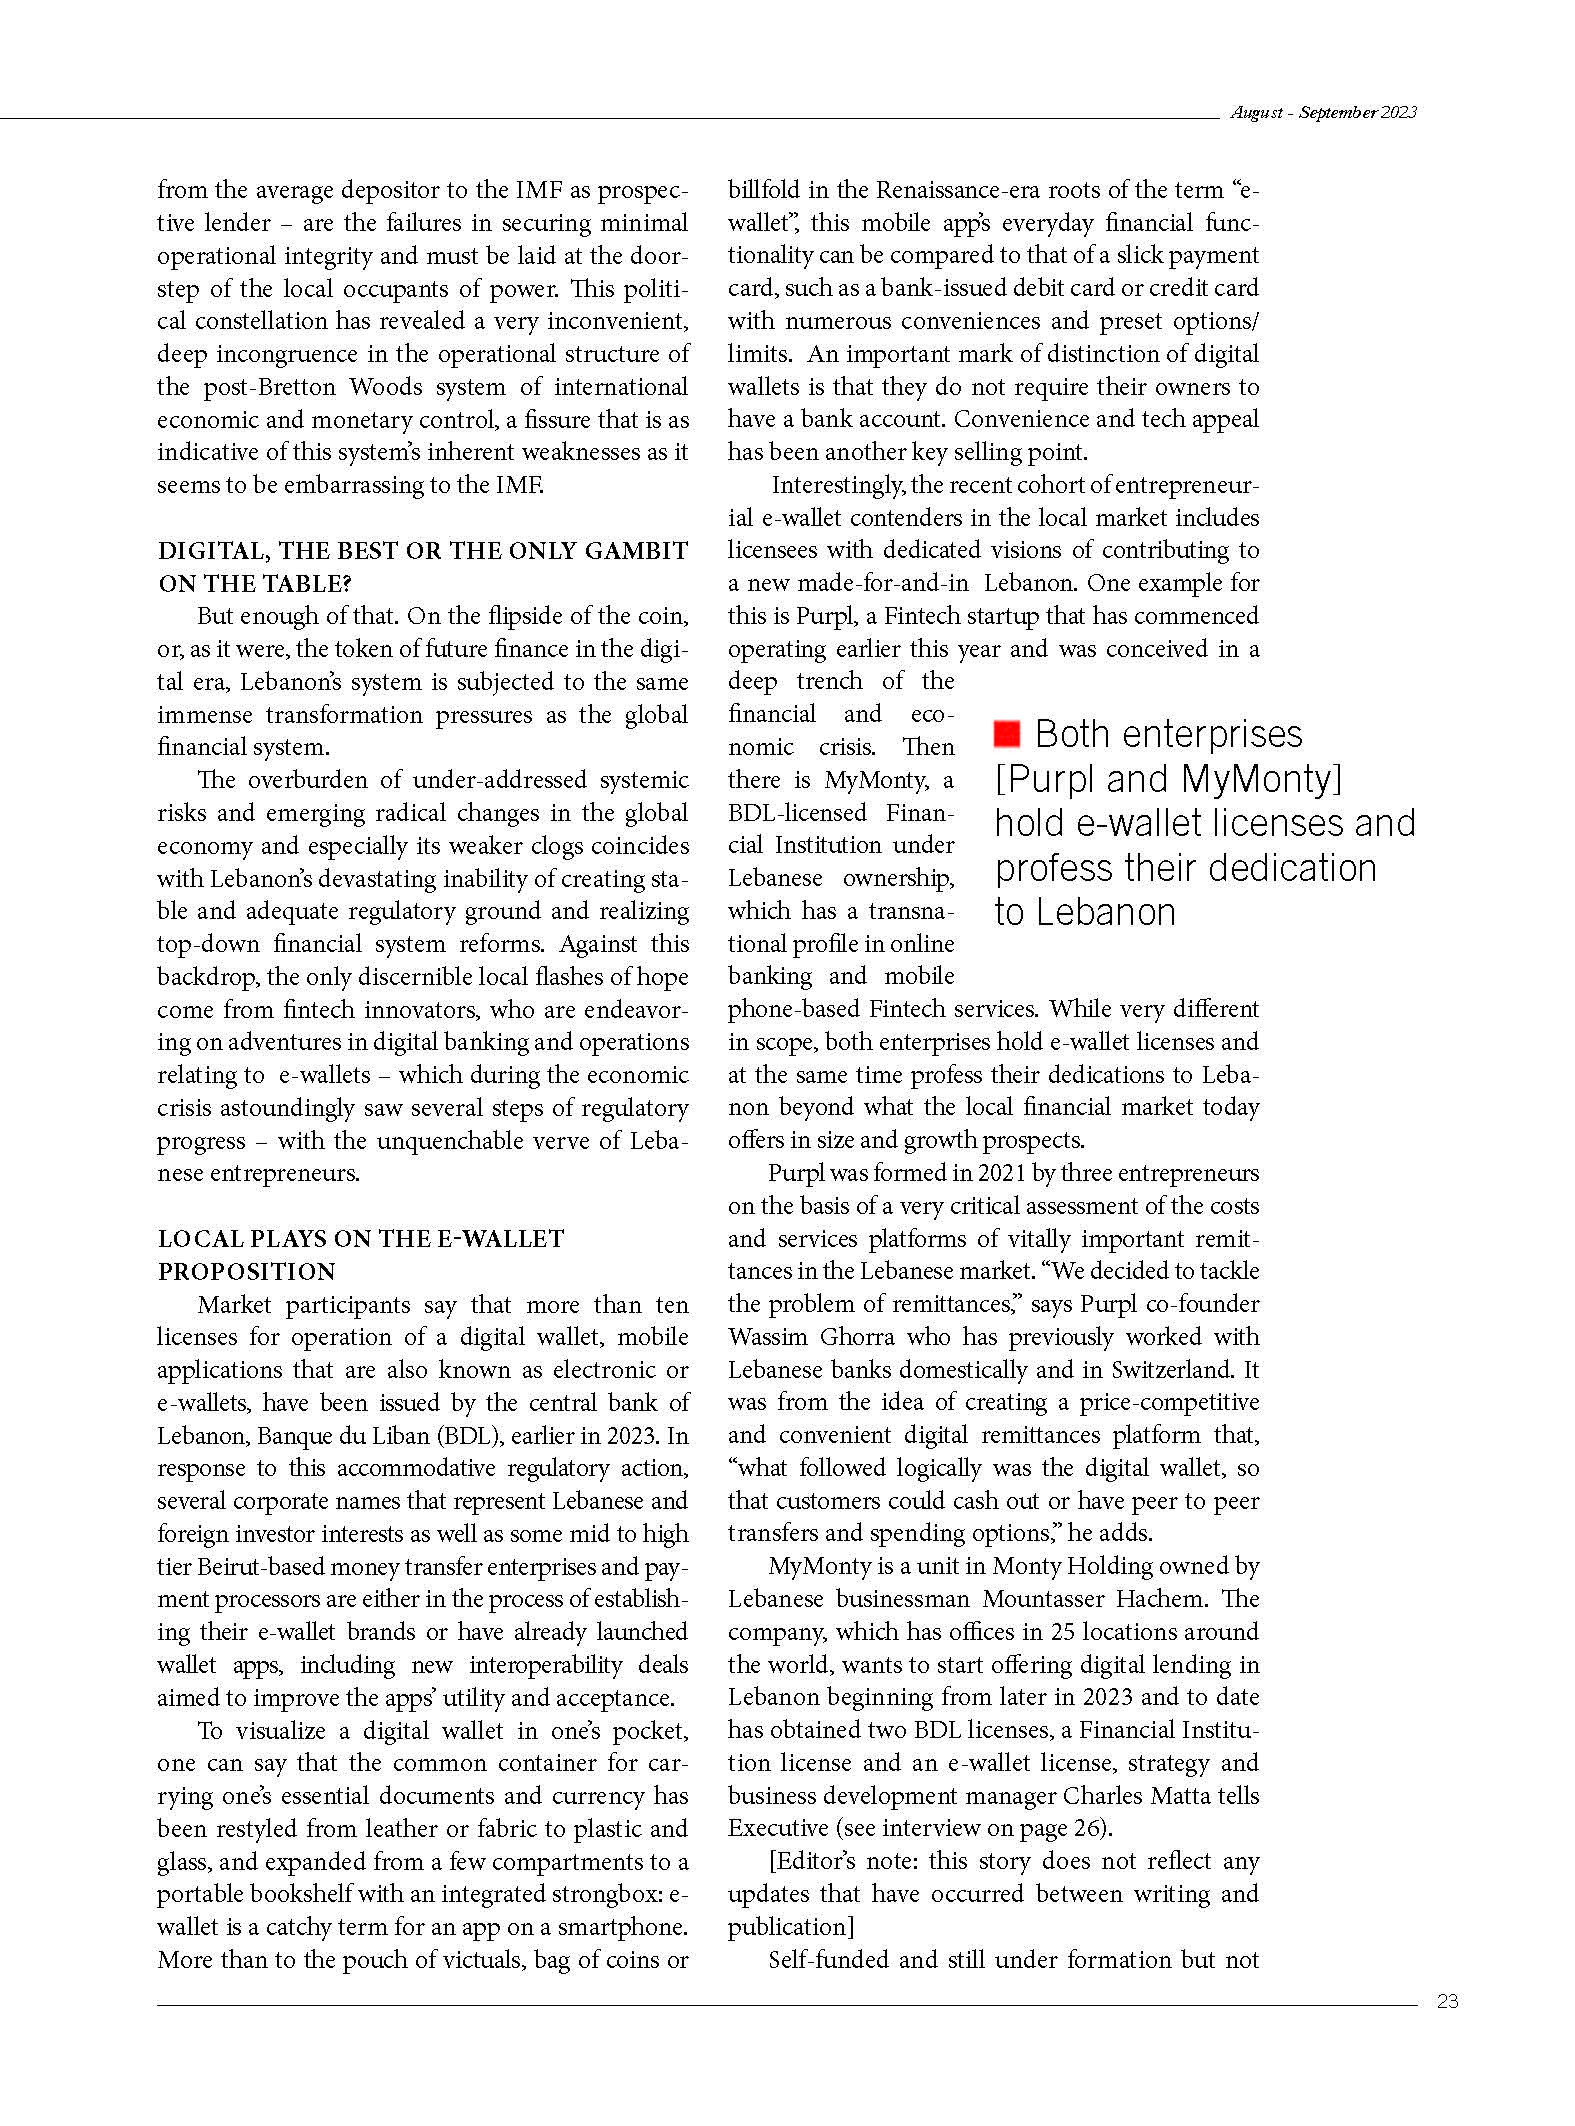 August - September 2023
from the average depositor to the IMF as prospec-
tive lender – are the failures in securing minimal
operational integrity and must be laid at the door-
step of the local occupants of power. This politi-
cal constellation has revealed a very inconvenient,
deep incongruence in the operational structure of
the post-Bretton Woods system of international
economic and monetary control, a fissure that is as
indicative of this system’s inherent weaknesses as it
seems to be embarrassing to the IMF.
DIGITAL, THE BEST OR THE ONLY GAMBIT
ON THE TABLE?
But enough of that. On the flipside of the coin,
or, as it were, the token of future finance in the digi-
tal era, Lebanon’s system is subjected to the same
immense transformation pressures as the global
financial system.
The overburden of under-addressed systemic
risks and emerging radical changes in the global
economy and especially its weaker clogs coincides
with Lebanon’s devastating inability of creating sta-
ble and adequate regulatory ground and realizing
top-down financial system reforms. Against this
backdrop, the only discernible local flashes of hope
come from fintech innovators, who are endeavor-
ing on adventures in digital banking and operations
relating to e-wallets – which during the economic
crisis astoundingly saw several steps of regulatory
progress – with the unquenchable verve of Leba-
nese entrepreneurs.
LOCAL PLAYS ON THE E-WALLET
PROPOSITION
Market participants say that more than ten
licenses for operation of a digital wallet, mobile
applications that are also known as electronic or
e-wallets, have been issued by the central bank of
Lebanon, Banque du Liban (BDL), earlier in 2023. In
response to this accommodative regulatory action,
several corporate names that represent Lebanese and
foreign investor interests as well as some mid to high
tier Beirut-based money transfer enterprises and pay-
ment processors are either in the process of establish-
ing their e-wallet brands or have already launched
wallet apps, including new interoperability deals
aimed to improve the apps’ utility and acceptance.
To visualize a digital wallet in one’s pocket,
one can say that the common container for car-
rying one’s essential documents and currency has
been restyled from leather or fabric to plastic and
glass, and expanded from a few compartments to a
portable bookshelf with an integrated strongbox: e-
wallet is a catchy term for an app on a smartphone.
More than to the pouch of victuals, bag of coins or
billfold in the Renaissance-era roots of the term “e-
wallet”, this mobile app’s everyday financial func-
tionality can be compared to that of a slick payment
card, such as a bank-issued debit card or credit card
with numerous conveniences and preset options/
limits. An important mark of distinction of digital
wallets is that they do not require their owners to
have a bank account. Convenience and tech appeal
has been another key selling point.
Interestingly, the recent cohort of entrepreneur-
ial e-wallet contenders in the local market includes
licensees with dedicated visions of contributing to
a new made-for-and-in Lebanon. One example for
this is Purpl, a Fintech startup that has commenced
operating earlier this year and was conceived in a
deep trench of the
financial and eco-
nomic crisis. Then
there is MyMonty, a
BDL-licensed Finan-
cial Institution under
Lebanese ownership,
which has a transna-
tional profile in online
banking and mobile
phone-based Fintech services. While very different
in scope, both enterprises hold e-wallet licenses and
at the same time profess their dedications to Leba-
non beyond what the local financial market today
offers in size and growth prospects.
Purpl was formed in 2021 by three entrepreneurs
on the basis of a very critical assessment of the costs
and services platforms of vitally important remit-
tances in the Lebanese market. “We decided to tackle
the problem of remittances,” says Purpl co-founder
Wassim Ghorra who has previously worked with
Lebanese banks domestically and in Switzerland. It
was from the idea of creating a price-competitive
and convenient digital remittances platform that,
“what followed logically was the digital wallet, so
that customers could cash out or have peer to peer
transfers and spending options,” he adds.
MyMonty is a unit in Monty Holding owned by
Lebanese businessman Mountasser Hachem. The
company, which has offices in 25 locations around
the world, wants to start offering digital lending in
Lebanon beginning from later in 2023 and to date
has obtained two BDL licenses, a Financial Institu-
tion license and an e-wallet license, strategy and
business development manager Charles Matta tells
Executive (see interview on page 26).
[Editor’s note: this story does not reflect any
updates that have occurred between writing and
publication]
Self-funded and still under formation but not
Both enterprises
[Purpl and MyMonty]
hold e-wallet licenses and
profess their dedication
to Lebanon
23